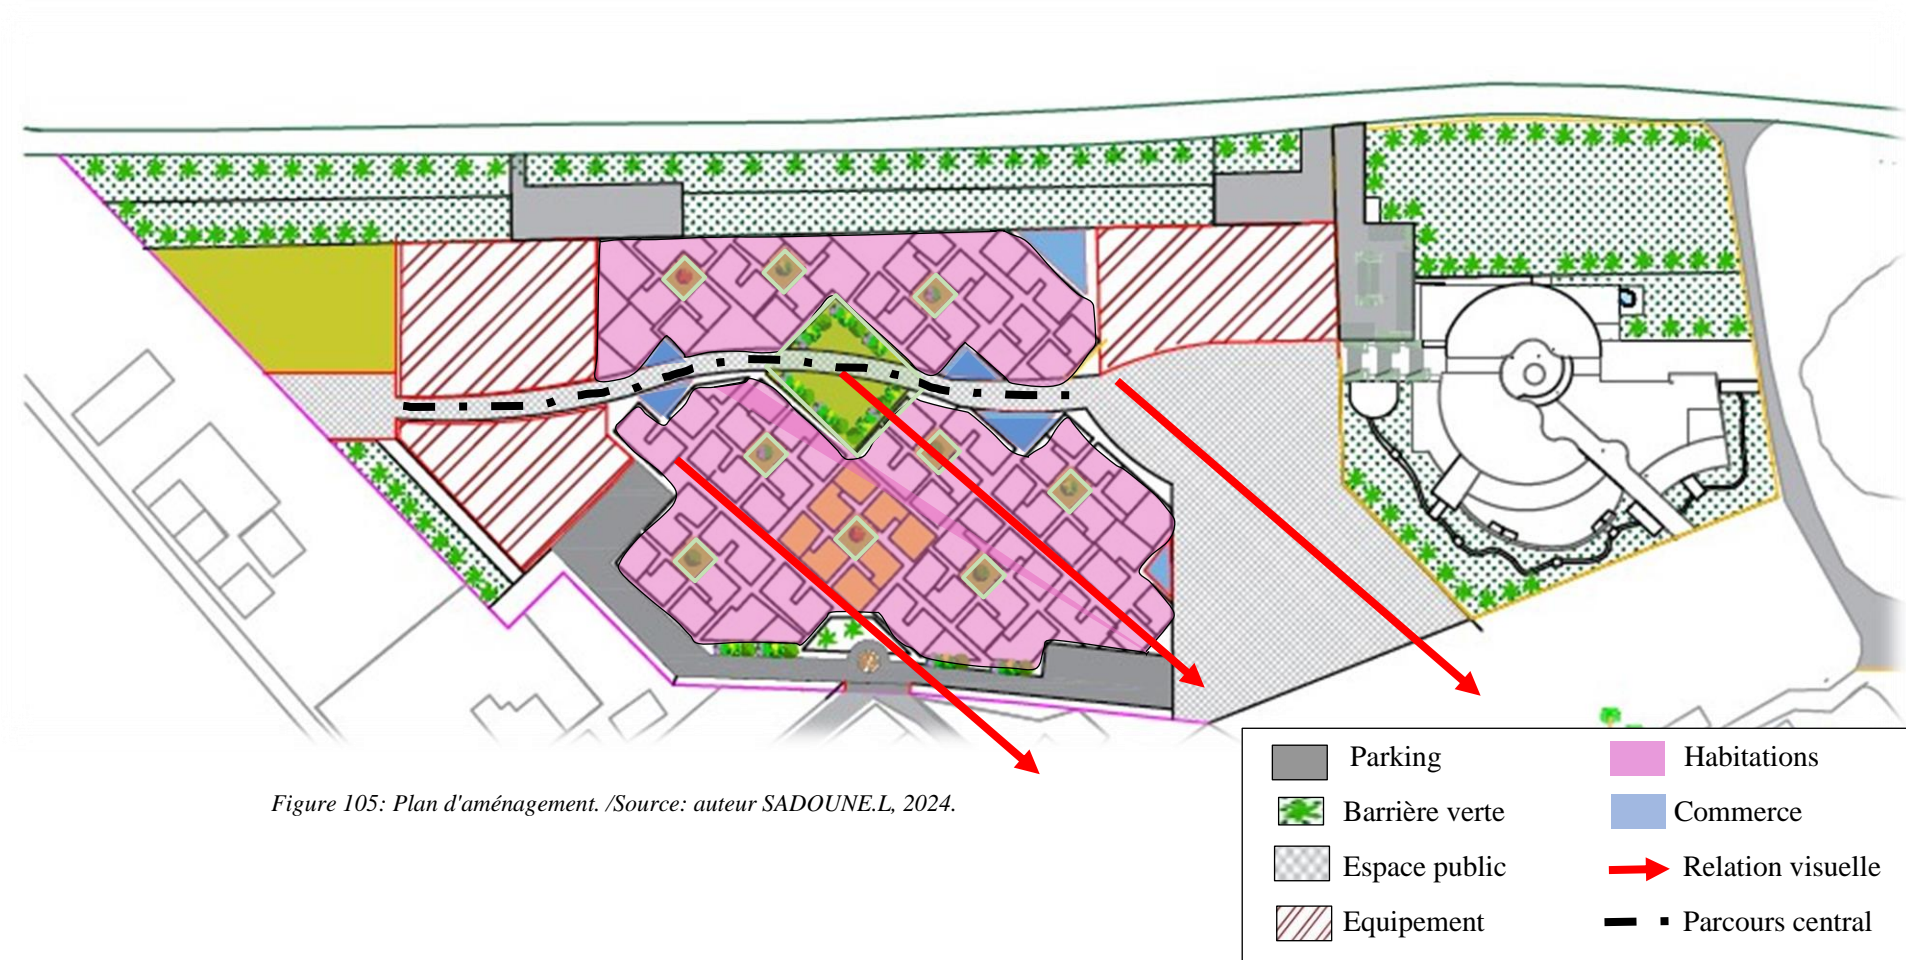 Figure 105: Plan d'aménagement. /Source: auteur SADOUNE.L, 2024.
Parking
Habitations
Barrière verte
Commerce
Espace public
Relation visuelle
Equipement
Parcours central